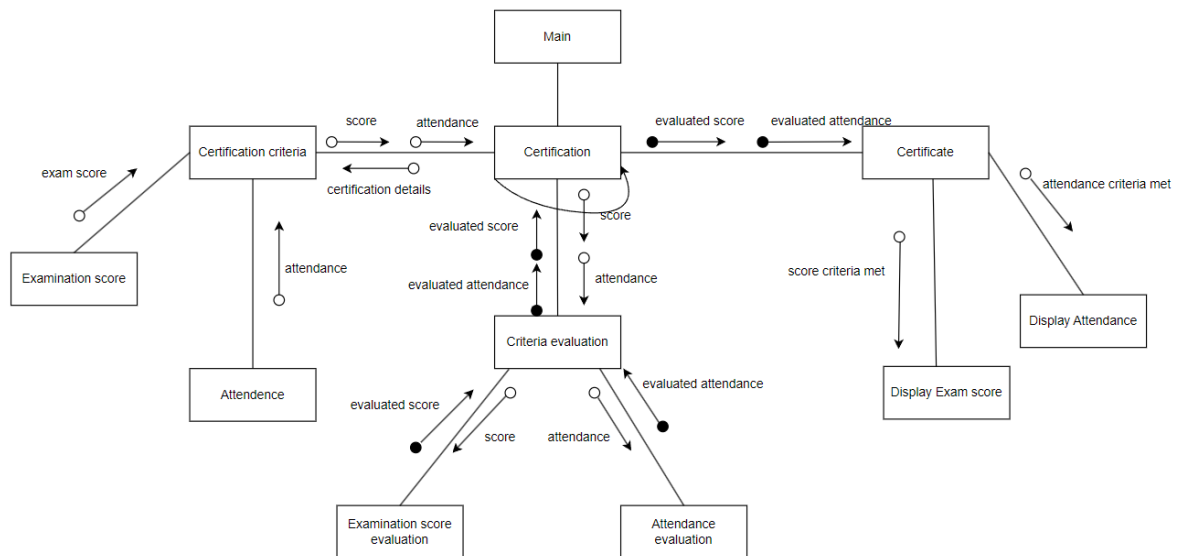 Main
score
attendance
evaluated score
evaluated attendance
Certification criteria
Certification
Certificate
exam score
certification details
attendance criteria met
score
evaluated score
Examination score
attendance
evaluated attendance
attendance
score criteria met
Display Attendance
Criteria evaluation
Attendence
evaluated score
score
attendance
evaluated attendance
Display Exam score
Examination score
evaluation
Attendance
evaluation